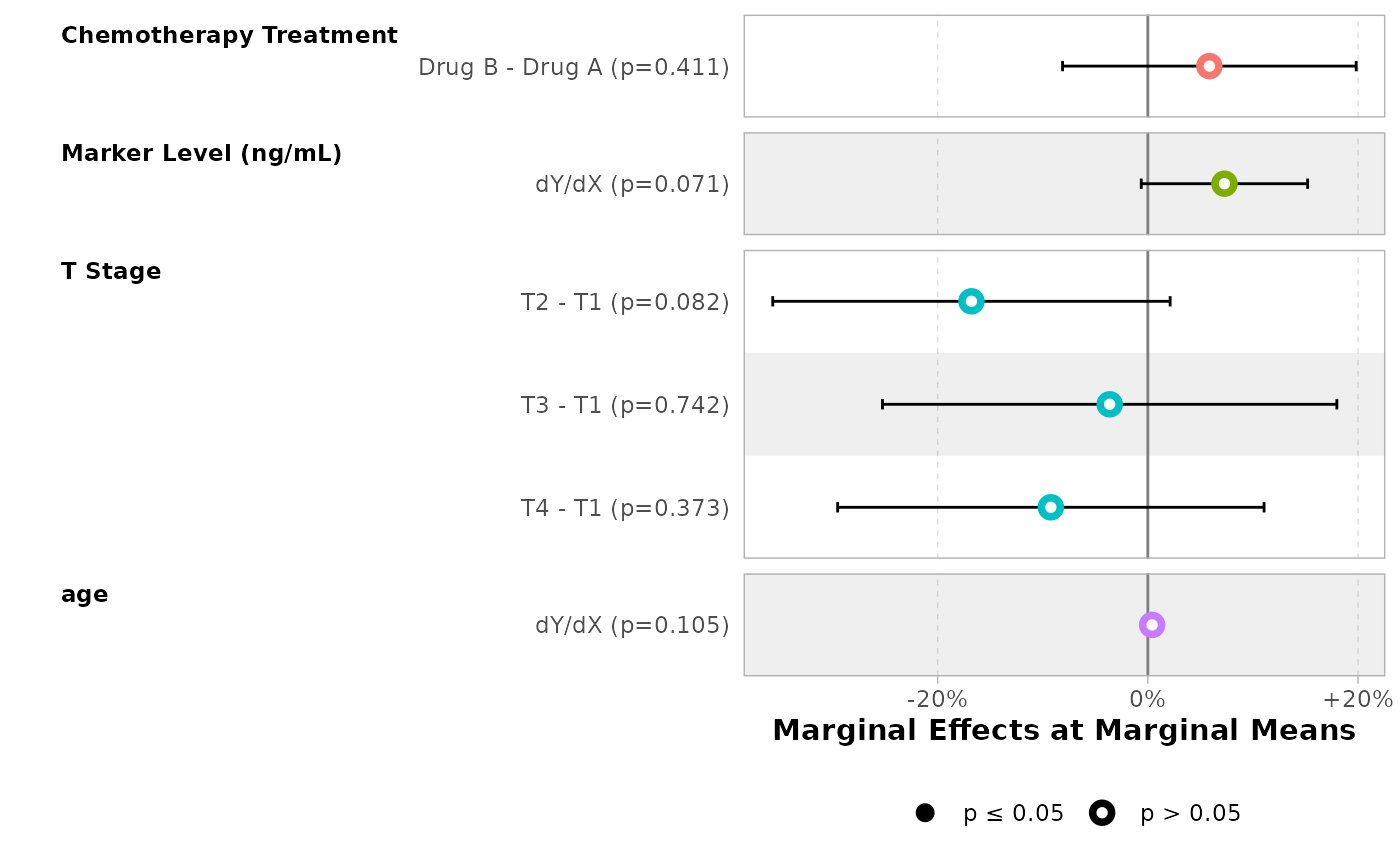 Chemotherapy Treatment
Drug B - Drug A (p=0.411)
Marker Level (ng/mL)
dY/dX (p=0.071)
T Stage
T2 - T1 (p=0.082)
T3 - T1 (p=0.742)
T4 - T1 (p=0.373)
age
dY/dX (p=0.105)
-20% 0% +20%
Marginal Effects at Marginal Means
p ≤ 0.05 p > 0.05